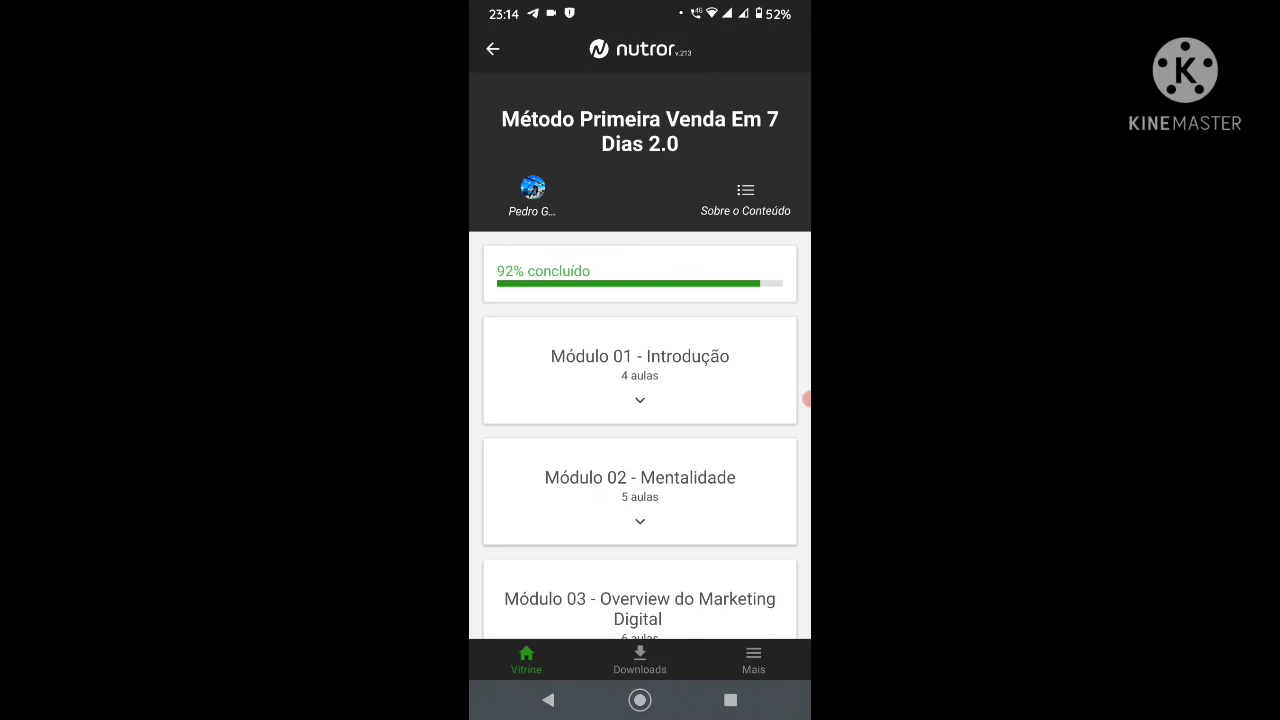 23:14
4G
52%
nutror v.213
KINEMASTER
Método Primeira Venda Em 7
Dias 2.0
Pedro G...
Sobre o Conteúdo
92% concluído
Módulo 01 - Introdução
4 aulas
Módulo 02 - Mentalidade
5 aulas
Módulo 03 - Overview do Marketing
Digital
6 aulas
Vitrine
Downloads
Mais